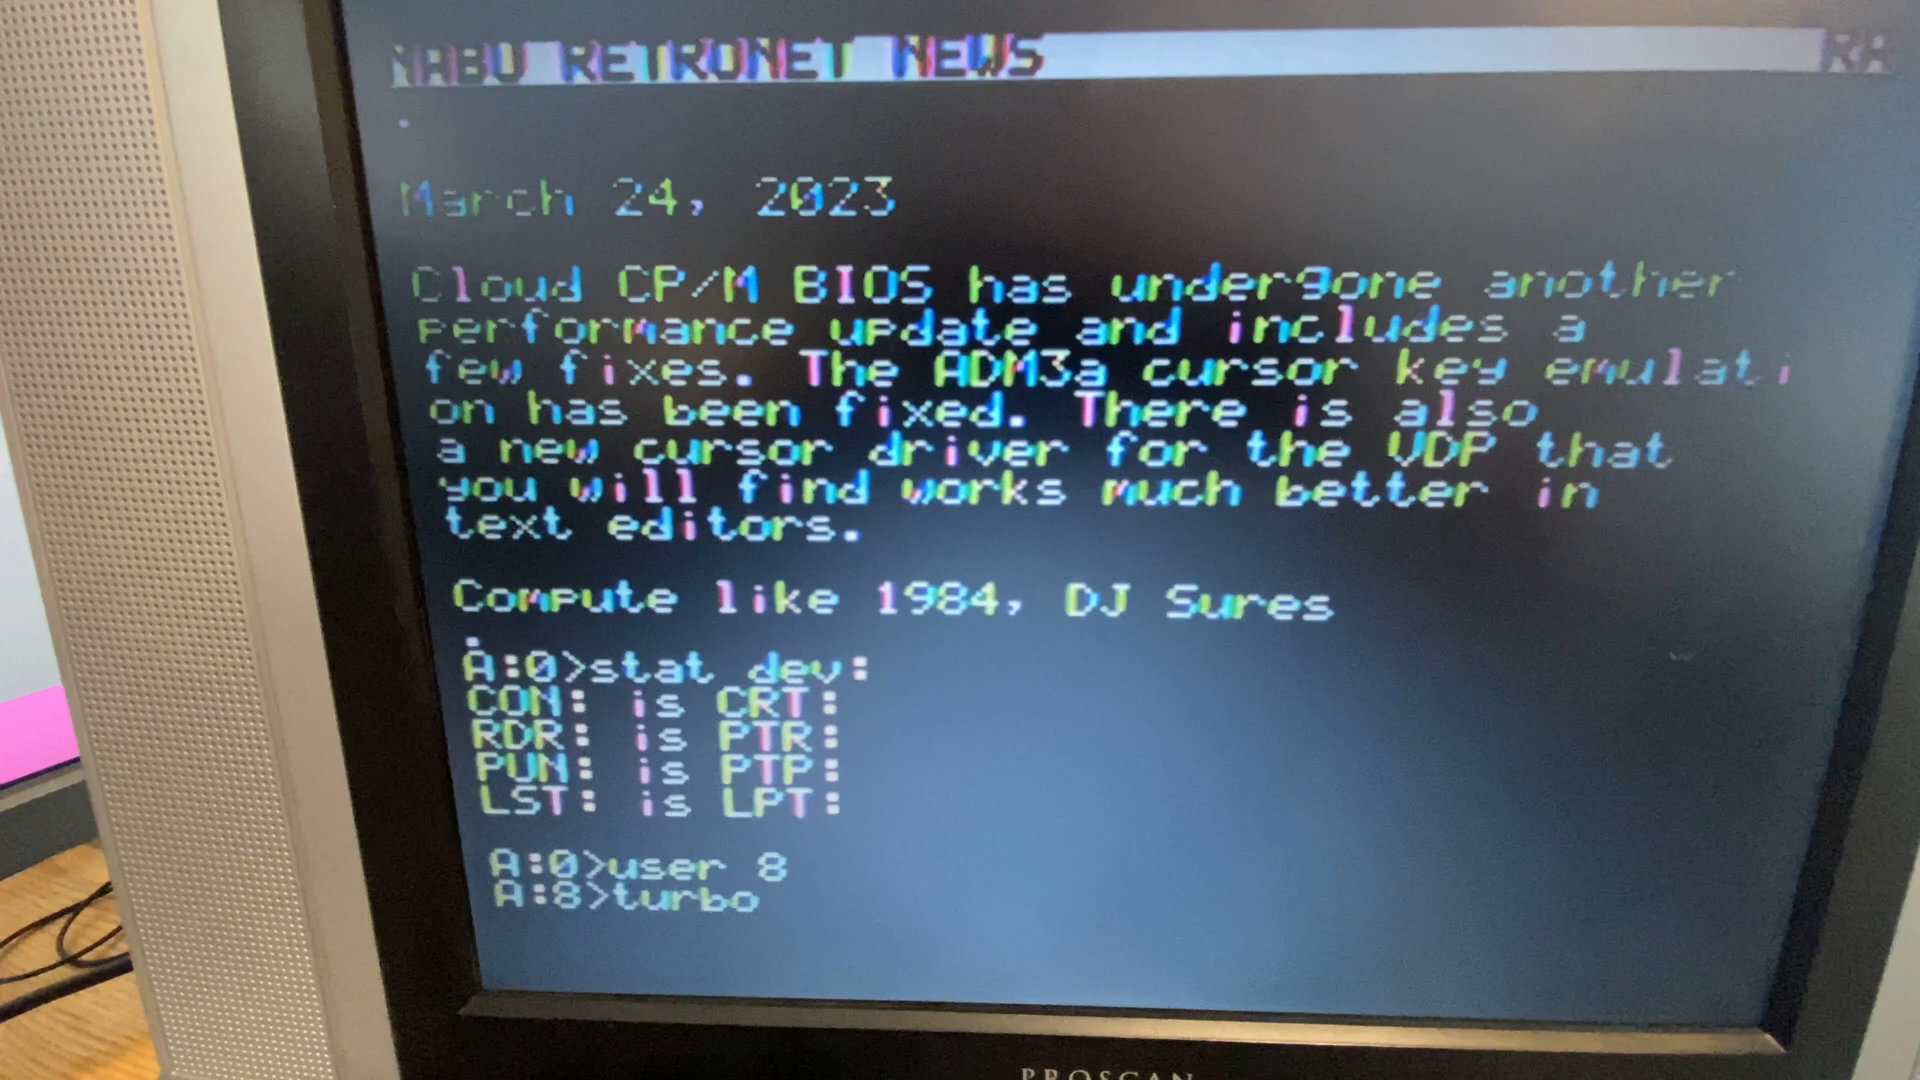 NABU RETRONET NEWS RA
.
March 24, 2023
Cloud CP/M BIOS has undergone another
performance update and includes a
few fixes. The ADM3a cursor key emulati
on has been fixed. There is also
a new cursor driver for the VDP that
you will find works much better in
text editors.
Compute like 1984, DJ Sures
.
A:0>stat dev:
CON: is CRT:
RDR: is PTR:
PUN: is PTP:
LST: is LPT:
A:0>user 8
A:8>turbo
PROSCAN